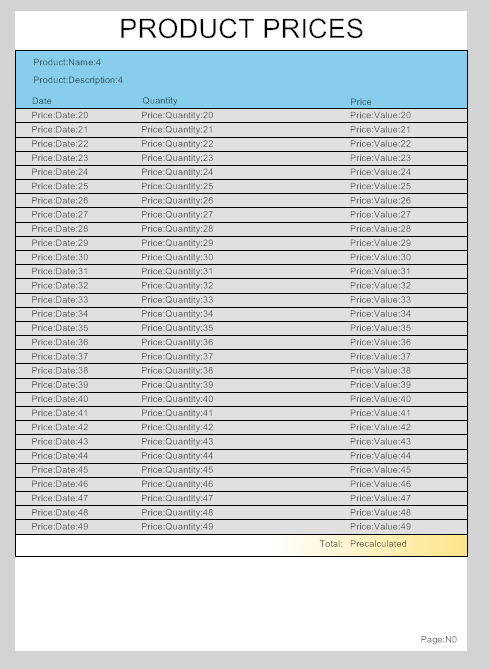 PRODUCT PRICES
Product:Name:4
Product:Description:4
Date Quantity Price
Price:Date:20 Price:Quantity:20 Price:Value:20
Price:Date:21 Price:Quantity:21 Price:Value:21
Price:Date:22 Price:Quantity:22 Price:Value:22
Price:Date:23 Price:Quantity:23 Price:Value:23
Price:Date:24 Price:Quantity:24 Price:Value:24
Price:Date:25 Price:Quantity:25 Price:Value:25
Price:Date:26 Price:Quantity:26 Price:Value:26
Price:Date:27 Price:Quantity:27 Price:Value:27
Price:Date:28 Price:Quantity:28 Price:Value:28
Price:Date:29 Price:Quantity:29 Price:Value:29
Price:Date:30 Price:Quantity:30 Price:Value:30
Price:Date:31 Price:Quantity:31 Price:Value:31
Price:Date:32 Price:Quantity:32 Price:Value:32
Price:Date:33 Price:Quantity:33 Price:Value:33
Price:Date:34 Price:Quantity:34 Price:Value:34
Price:Date:35 Price:Quantity:35 Price:Value:35
Price:Date:36 Price:Quantity:36 Price:Value:36
Price:Date:37 Price:Quantity:37 Price:Value:37
Price:Date:38 Price:Quantity:38 Price:Value:38
Price:Date:39 Price:Quantity:39 Price:Value:39
Price:Date:40 Price:Quantity:40 Price:Value:40
Price:Date:41 Price:Quantity:41 Price:Value:41
Price:Date:42 Price:Quantity:42 Price:Value:42
Price:Date:43 Price:Quantity:43 Price:Value:43
Price:Date:44 Price:Quantity:44 Price:Value:44
Price:Date:45 Price:Quantity:45 Price:Value:45
Price:Date:46 Price:Quantity:46 Price:Value:46
Price:Date:47 Price:Quantity:47 Price:Value:47
Price:Date:48 Price:Quantity:48 Price:Value:48
Price:Date:49 Price:Quantity:49 Price:Value:49
Total: Precalculated
Page:N0